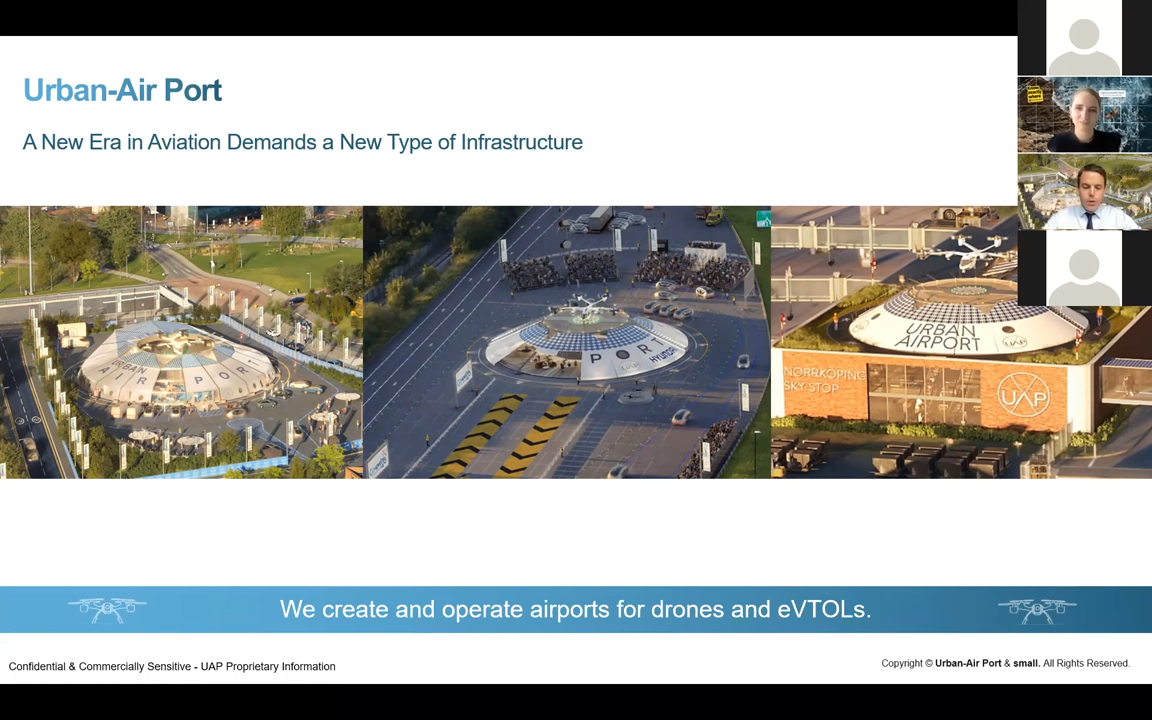 Urban-Air Port
A New Era in Aviation Demands a New Type of Infrastructure
URBAN
AIR PORT
PORT
HYUNDAI
URBAN
AIRPORT
UAP
NORRKÖPING
SKY STOP
UAP
We create and operate airports for drones and eVTOLs.
Confidential & Commercially Sensitive - UAP Proprietary Information
Copyright © Urban-Air Port & small. All Rights Reserved.